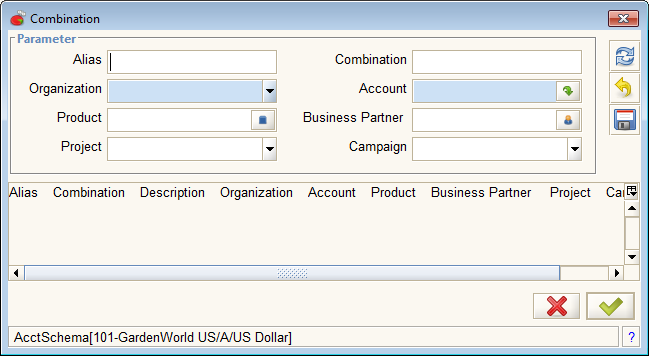 Combination
Parameter
Alias Combination
Organization Account
Product Business Partner
Project Campaign
Alias Combination Description Organization Account Product Business Partner Project Ca
AcctSchema[101-GardenWorld US/A/US Dollar] ?